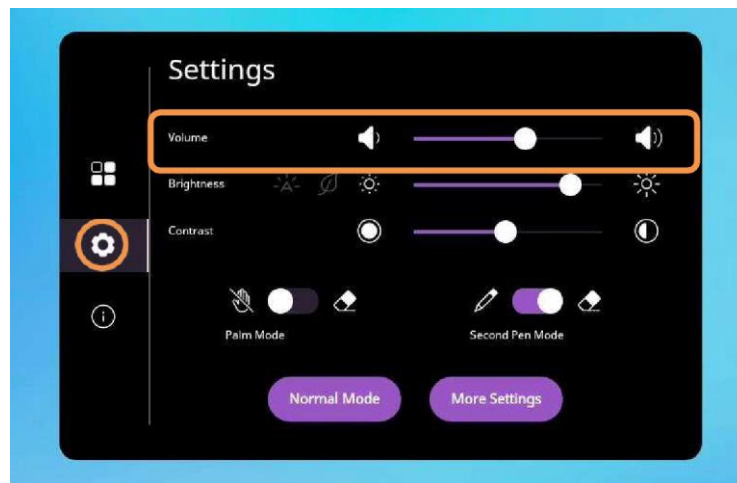 Settings
Volume
Brightness
Contrast
Palm Mode
Second Pen Mode
Normal Mode
More Settings